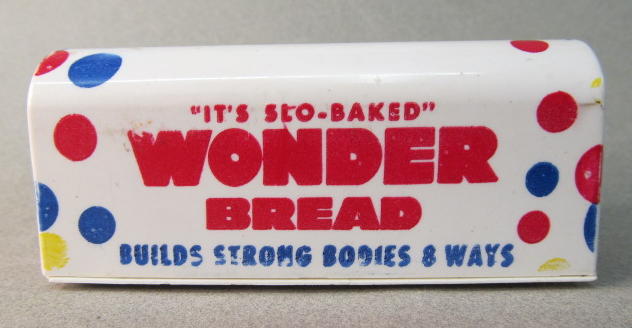 "IT'S SLO-BAKED"
WONDER
BREAD
BUILDS STRONG BODIES 8 WAYS